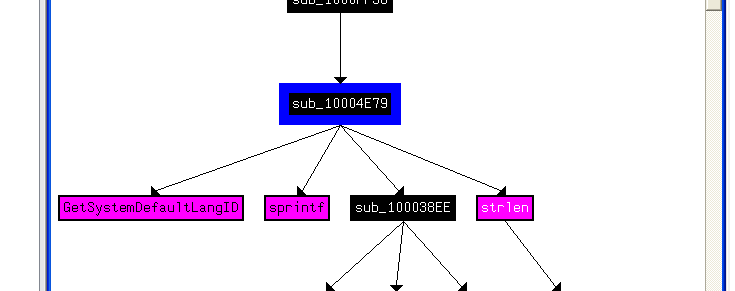 sub_10004E79
GetSystemDefaultLangID
sprintf
sub_100038EE
strlen